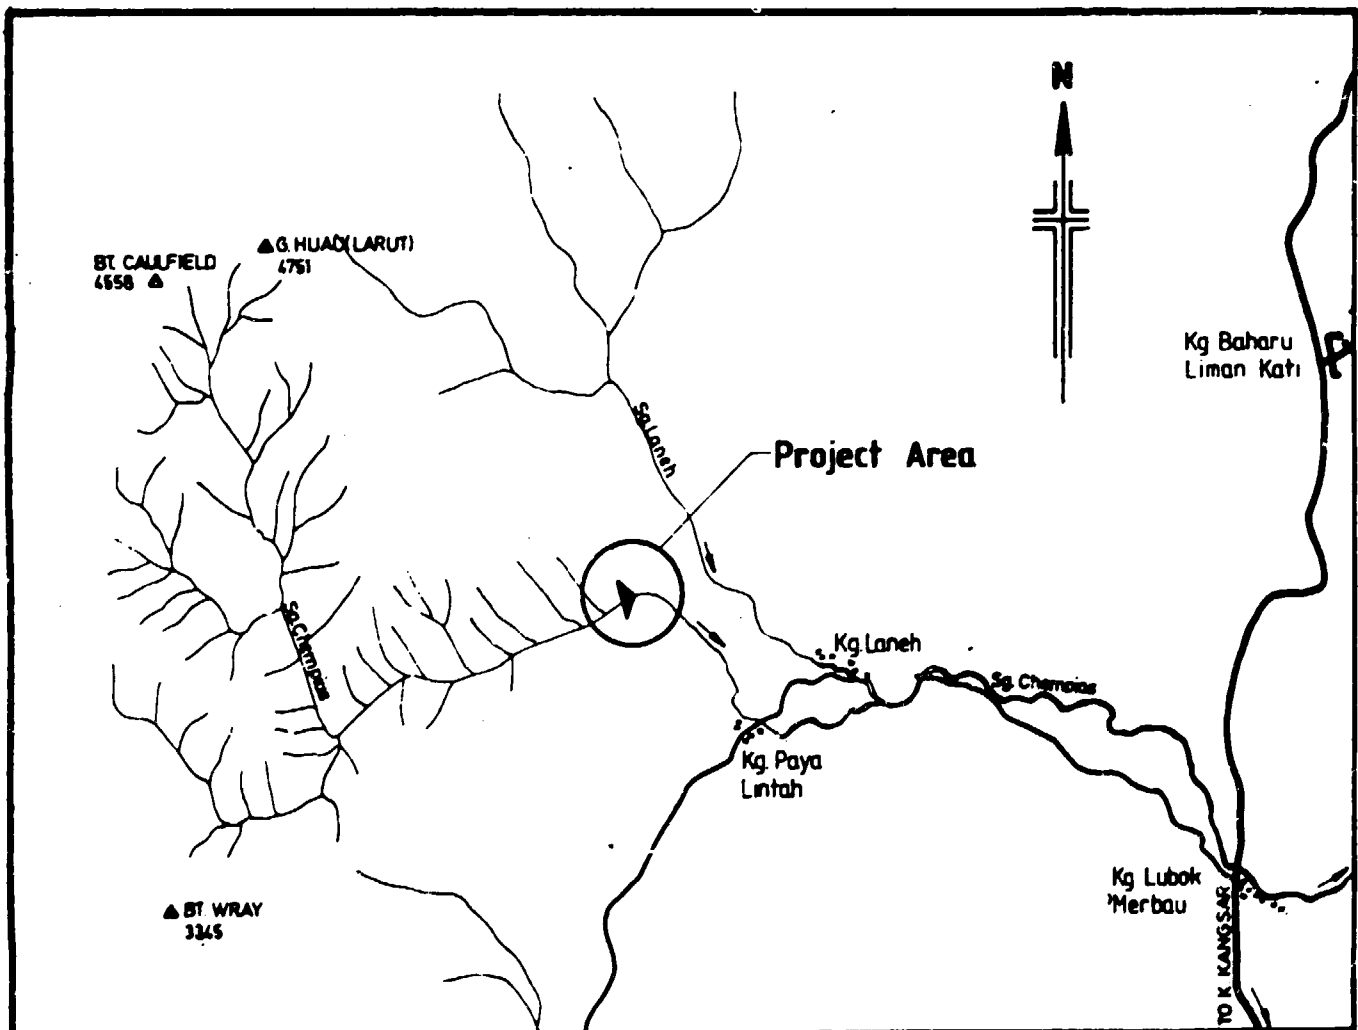 N
G. HUAD(LARUT)
4751
BT. CAULFIELD
4558
Kg Baharu
Liman Kati
Sg. Laneh
Project Area
Sg. Chempias
Kg. Laneh
Sg. Chempias
Kg. Paya
Lintah
Kg Lubok
Merbau
BT. WRAY
3345
TO K KANGSAR